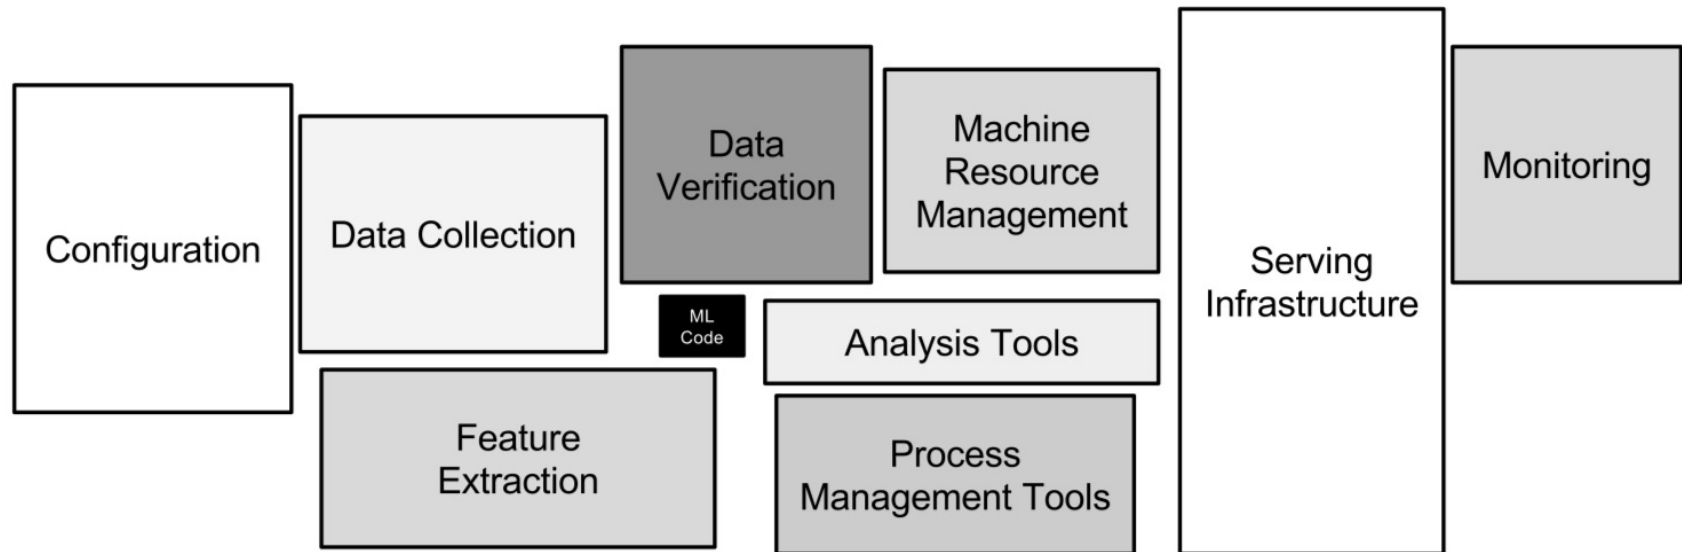 Configuration
Data Collection
Feature
Extraction
Data
Verification
ML
Code
Machine
Resource
Management
Analysis Tools
Process
Management Tools
Serving
Infrastructure
Monitoring